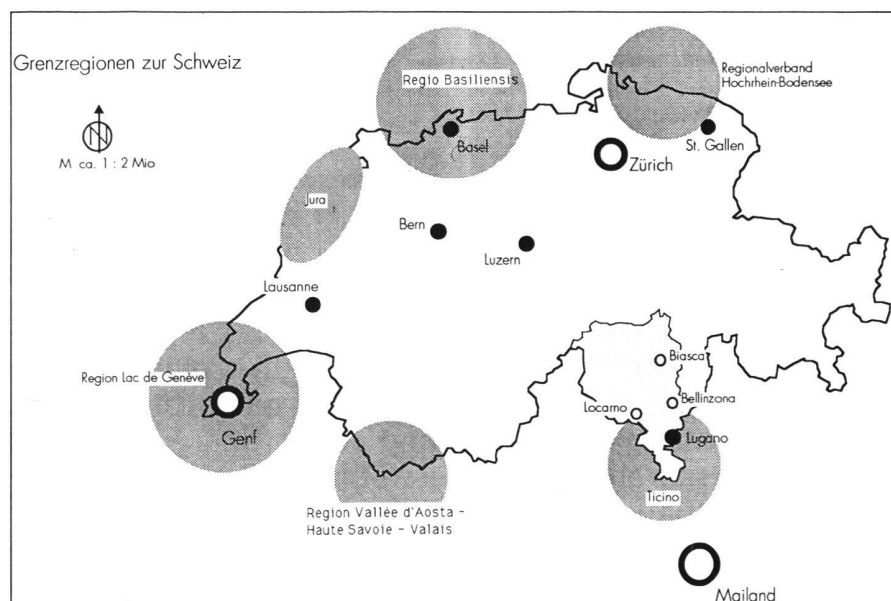 Grenzregionen zur Schweiz
N
M ca. 1 : 2 Mio
Regio Basiliensis
Basel
Regionalverband
Hochrhein-Bodensee
St. Gallen
Zürich
Jura
Bern
Luzern
Lausanne
Region Lac de Genève
Genf
Biasca
Bellinzona
Locarno
Lugano
Ticino
Region Vallée d'Aosta -
Haute Savoie - Valais
Mailand